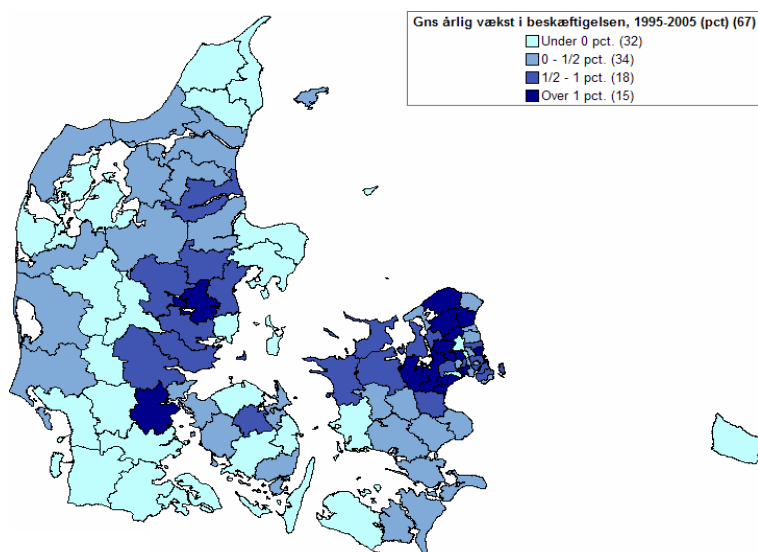 Gns årlig vækst i beskæftigelsen, 1995-2005 (pct) (67)
Under 0 pct. (32)
0 - 1/2 pct. (34)
1/2 - 1 pct. (18)
Over 1 pct. (15)